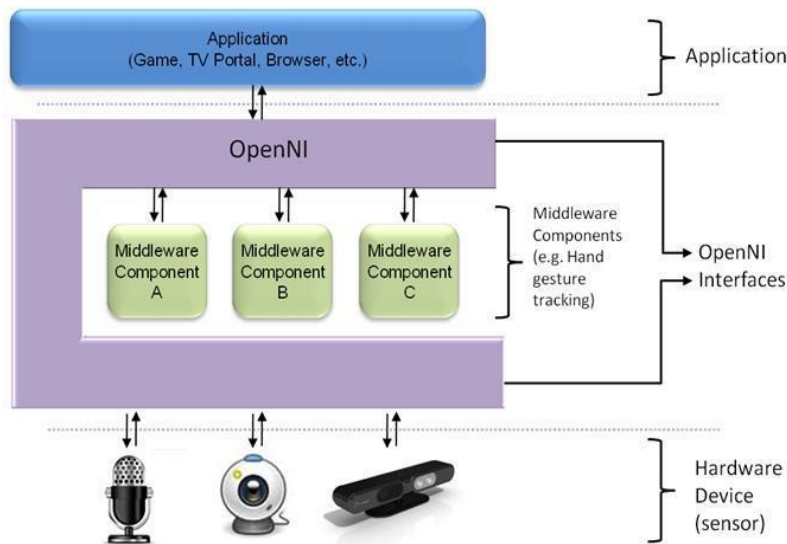 Application
(Game, TV Portal, Browser, etc.)
Application
OpenNI
Middleware
Component
A
Middleware
Component
B
Middleware
Component
C
Middleware
Components
(e.g. Hand
gesture
tracking)
OpenNI
Interfaces
Hardware
Device
(sensor)